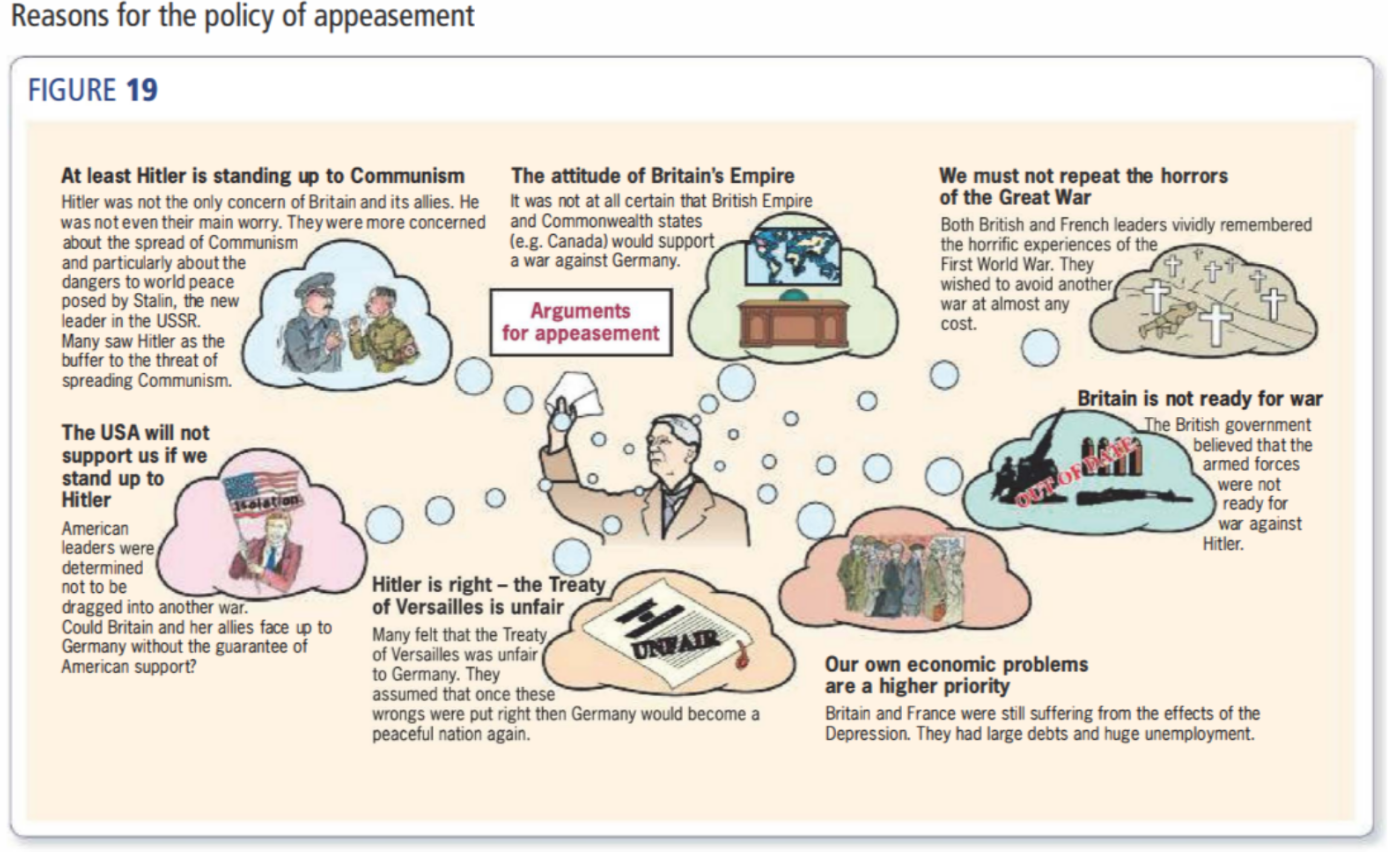 Reasons for the policy of appeasement
FIGURE 19
At least Hitler is standing up to Communism
Hitler was not the only concern of Britain and its allies. He
was not even their main worry. They were more concerned
about the spread of Communism
and particularly about the
dangers to world peace
posed by Stalin, the new
leader in the USSR.
Many saw Hitler as the
buffer to the threat of
spreading Communism.
The attitude of Britain's Empire
It was not at all certain that British Empire
and Commonwealth states
(e.g. Canada) would support
a war against Germany.
Arguments
for appeasement
We must not repeat the horrors
of the Great War
Both British and French leaders vividly remembered
the horrific experiences of the
First World War. They
wished to avoid another
war at almost any
cost.
Britain is not ready for war
The British government
believed that the
armed forces
were not
ready for
war against
Hitler.
OUT OF DATE
The USA will not
support us if we
stand up to
Hitler
American
leaders were
determined
not to be
dragged into another war.
Could Britain and her allies face up to
Germany without the guarantee of
American support?
Isolation
Hitler is right – the Treaty
of Versailles is unfair
Many felt that the Treaty
of Versailles was unfair
to Germany. They
assumed that once these
wrongs were put right then Germany would become a
peaceful nation again.
UNFAIR
Our own economic problems
are a higher priority
Britain and France were still suffering from the effects of the
Depression. They had large debts and huge unemployment.